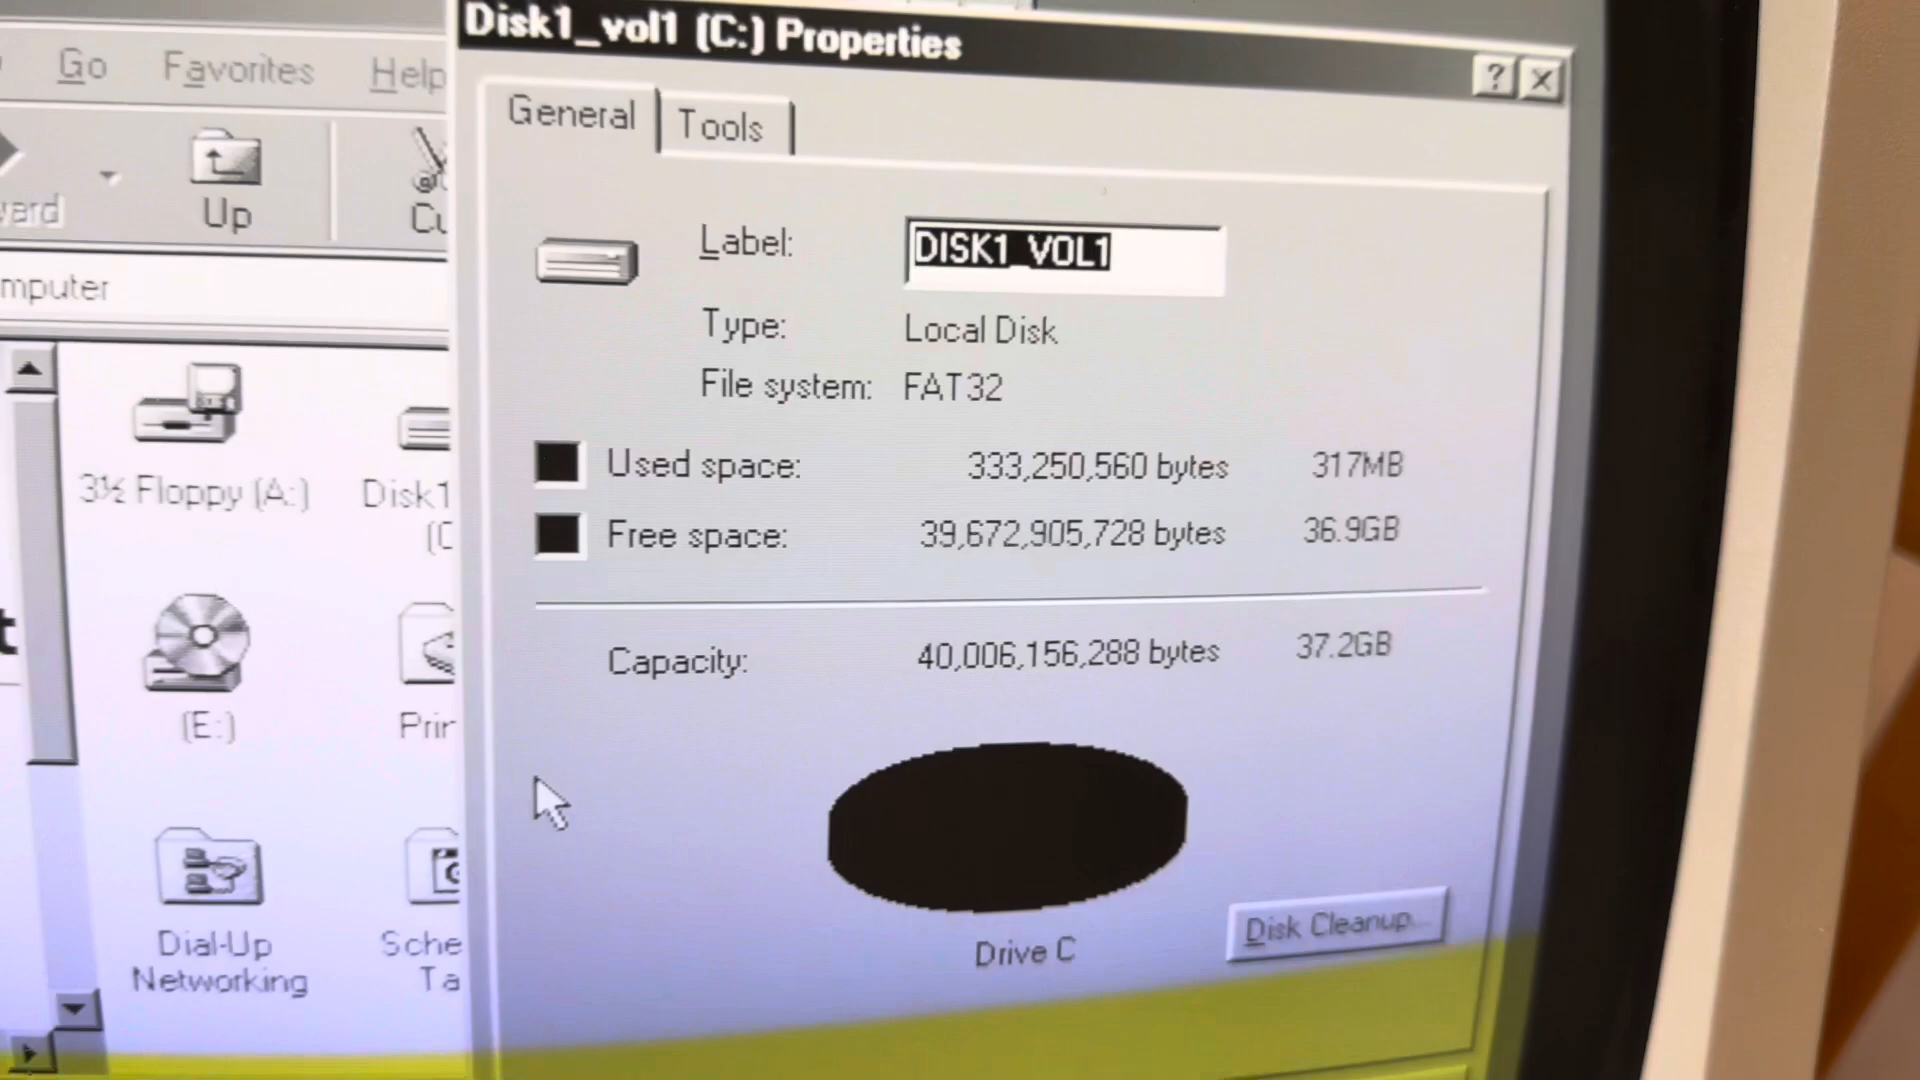 Disk1_vol1 (C:) Properties
Go Favorites Help
General Tools
Up
Label: DISK1_VOL1
Type: Local Disk
File system: FAT32
Used space: 333,250,560 bytes 317MB
Free space: 39,672,905,728 bytes 36.9GB
Capacity: 40,006,156,288 bytes 37.2GB
Drive C
Disk Cleanup...
3½ Floppy (A:)
Disk1
(E:)
Dial-Up
Networking